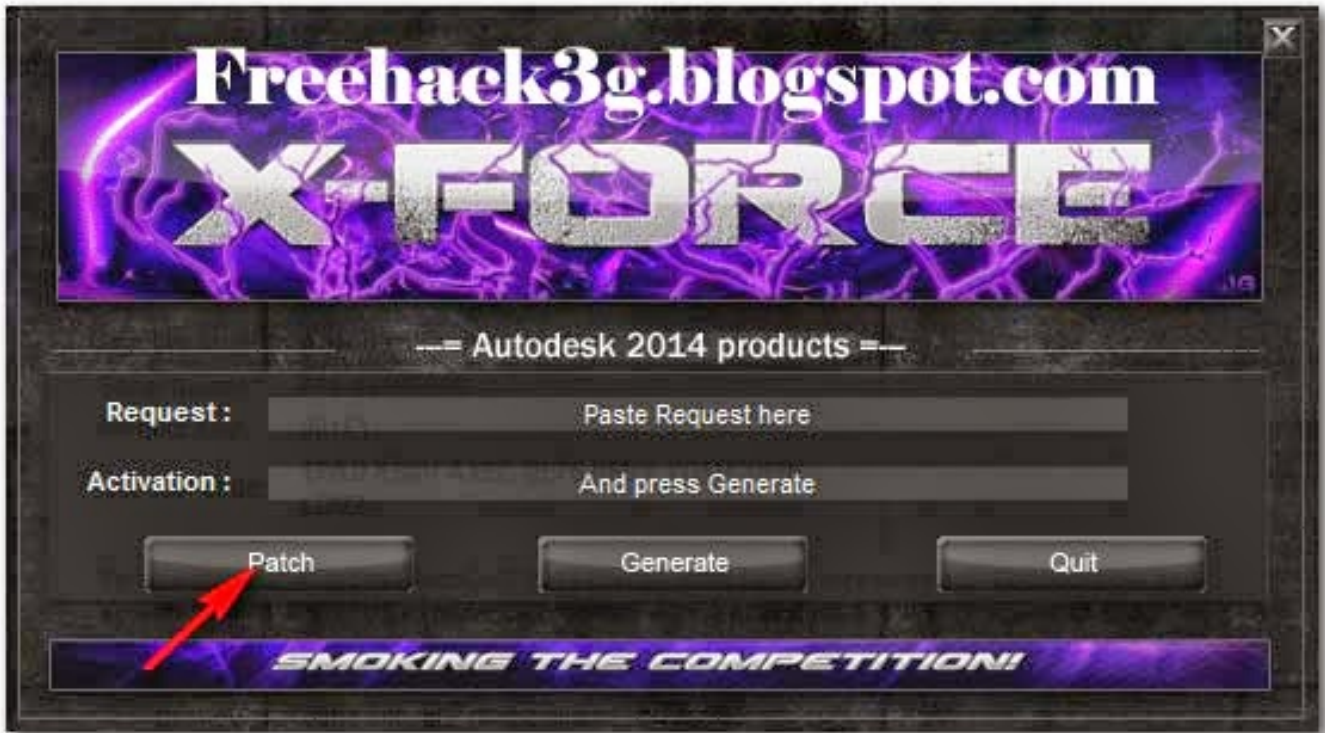 Freehack3g.blogspot.com
X
X-FORCE
JG
---= Autodesk 2014 products =---
Request :
Paste Request here
Activation :
And press Generate
Patch
Generate
Quit
SMOKING THE COMPETITION!